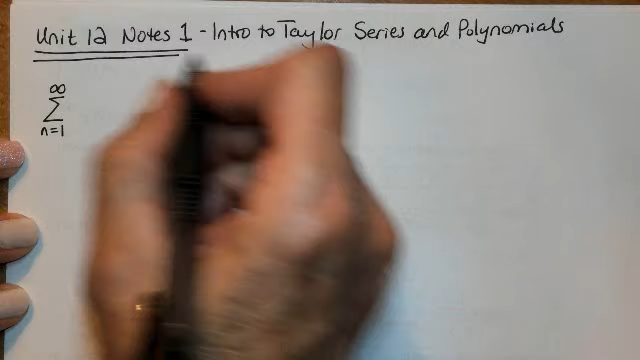 Unit 12 Notes 1 - Intro to Taylor Series and Polynomials
∞
∑
n=1